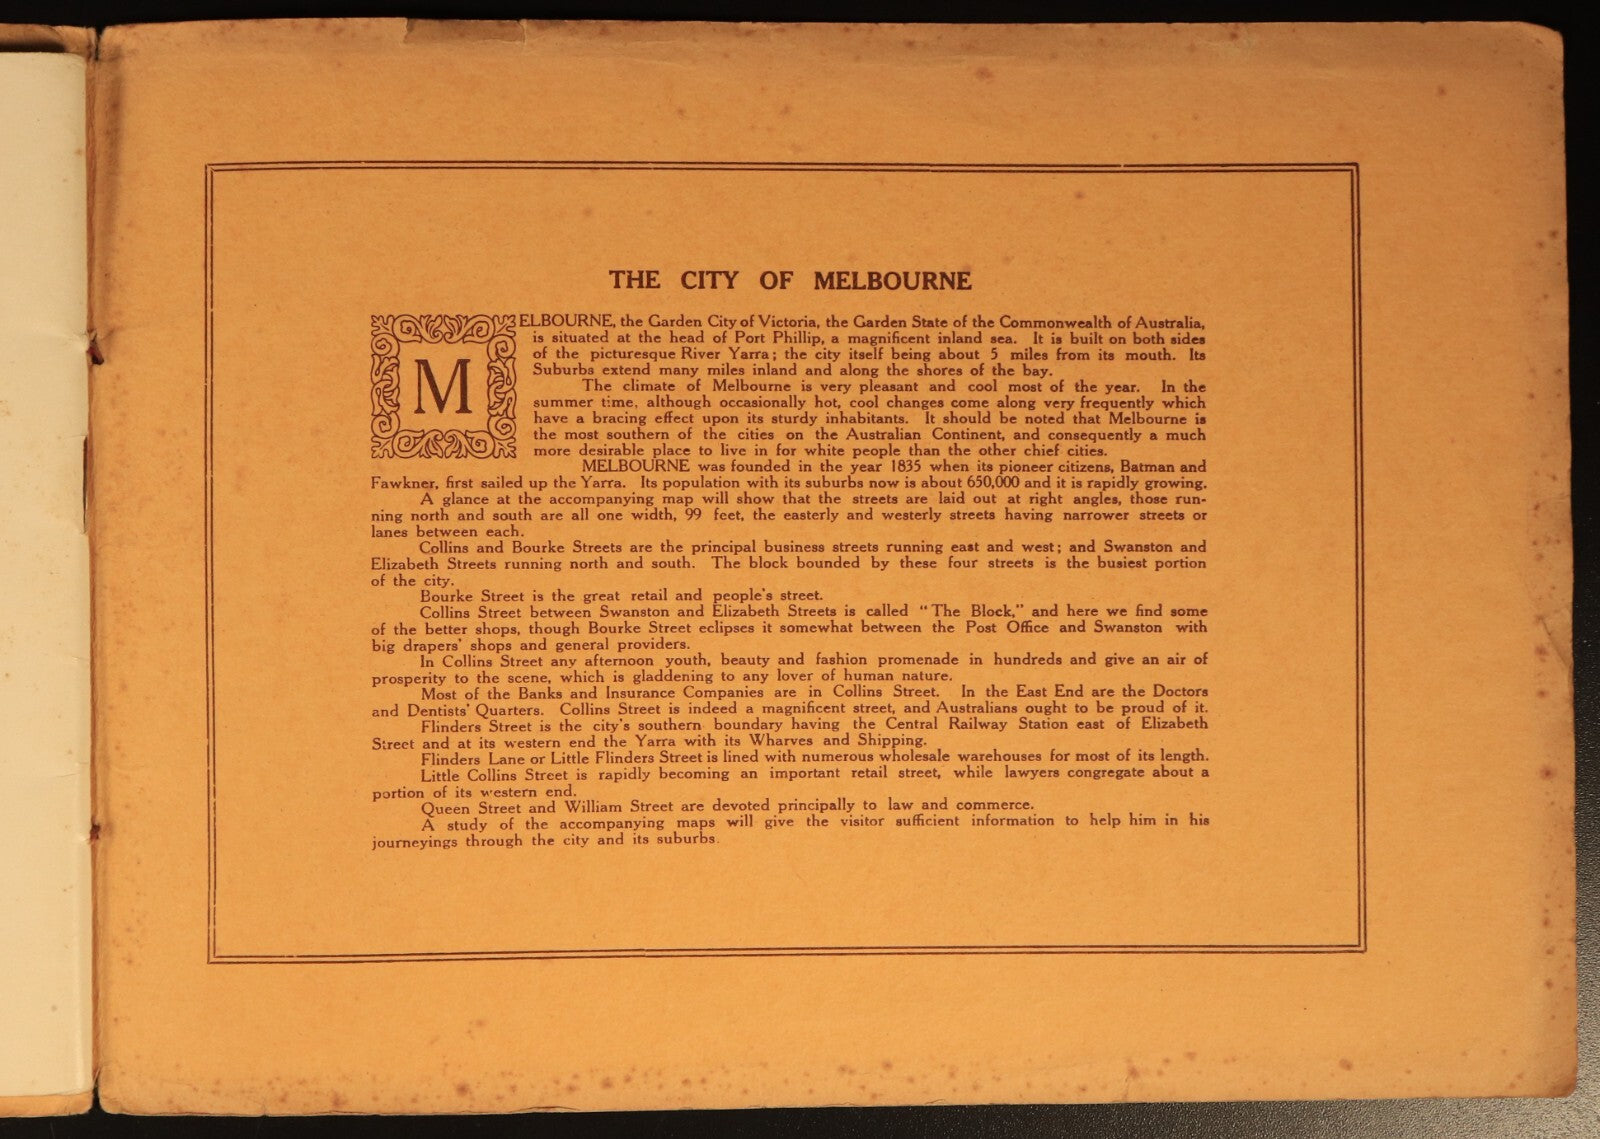 THE CITY OF MELBOURNE
MELBOURNE, the Garden City of Victoria, the Garden State of the Commonwealth of Australia,
is situated at the head of Port Phillip, a magnificent inland sea. It is built on both sides
of the picturesque River Yarra; the city itself being about 5 miles from its mouth. Its
Suburbs extend many miles inland and along the shores of the bay.
The climate of Melbourne is very pleasant and cool most of the year. In the
summer time, although occasionally hot, cool changes come along very frequently which
have a bracing effect upon its sturdy inhabitants. It should be noted that Melbourne is
the most southern of the cities on the Australian Continent, and consequently a much
more desirable place to live in for white people than the other chief cities.
MELBOURNE was founded in the year 1835 when its pioneer citizens, Batman and
Fawkner, first sailed up the Yarra. Its population with its suburbs now is about 650,000 and it is rapidly growing.
A glance at the accompanying map will show that the streets are laid out at right angles, those run-
ning north and south are all one width, 99 feet, the easterly and westerly streets having narrower streets or
lanes between each.
Collins and Bourke Streets are the principal business streets running east and west; and Swanston and
Elizabeth Streets running north and south. The block bounded by these four streets is the busiest portion
of the city.
Bourke Street is the great retail and people's street.
Collins Street between Swanston and Elizabeth Streets is called "The Block," and here we find some
of the better shops, though Bourke Street eclipses it somewhat between the Post Office and Swanston with
big drapers' shops and general providers.
In Collins Street any afternoon youth, beauty and fashion promenade in hundreds and give an air of
prosperity to the scene, which is gladdening to any lover of human nature.
Most of the Banks and Insurance Companies are in Collins Street. In the East End are the Doctors
and Dentists' Quarters. Collins Street is indeed a magnificent street, and Australians ought to be proud of it.
Flinders Street is the city's southern boundary having the Central Railway Station east of Elizabeth
Street and at its western end the Yarra with its Wharves and Shipping.
Flinders Lane or Little Flinders Street is lined with numerous wholesale warehouses for most of its length.
Little Collins Street is rapidly becoming an important retail street, while lawyers congregate about a
portion of its western end.
Queen Street and William Street are devoted principally to law and commerce.
A study of the accompanying maps will give the visitor sufficient information to help him in his
journeyings through the city and its suburbs.